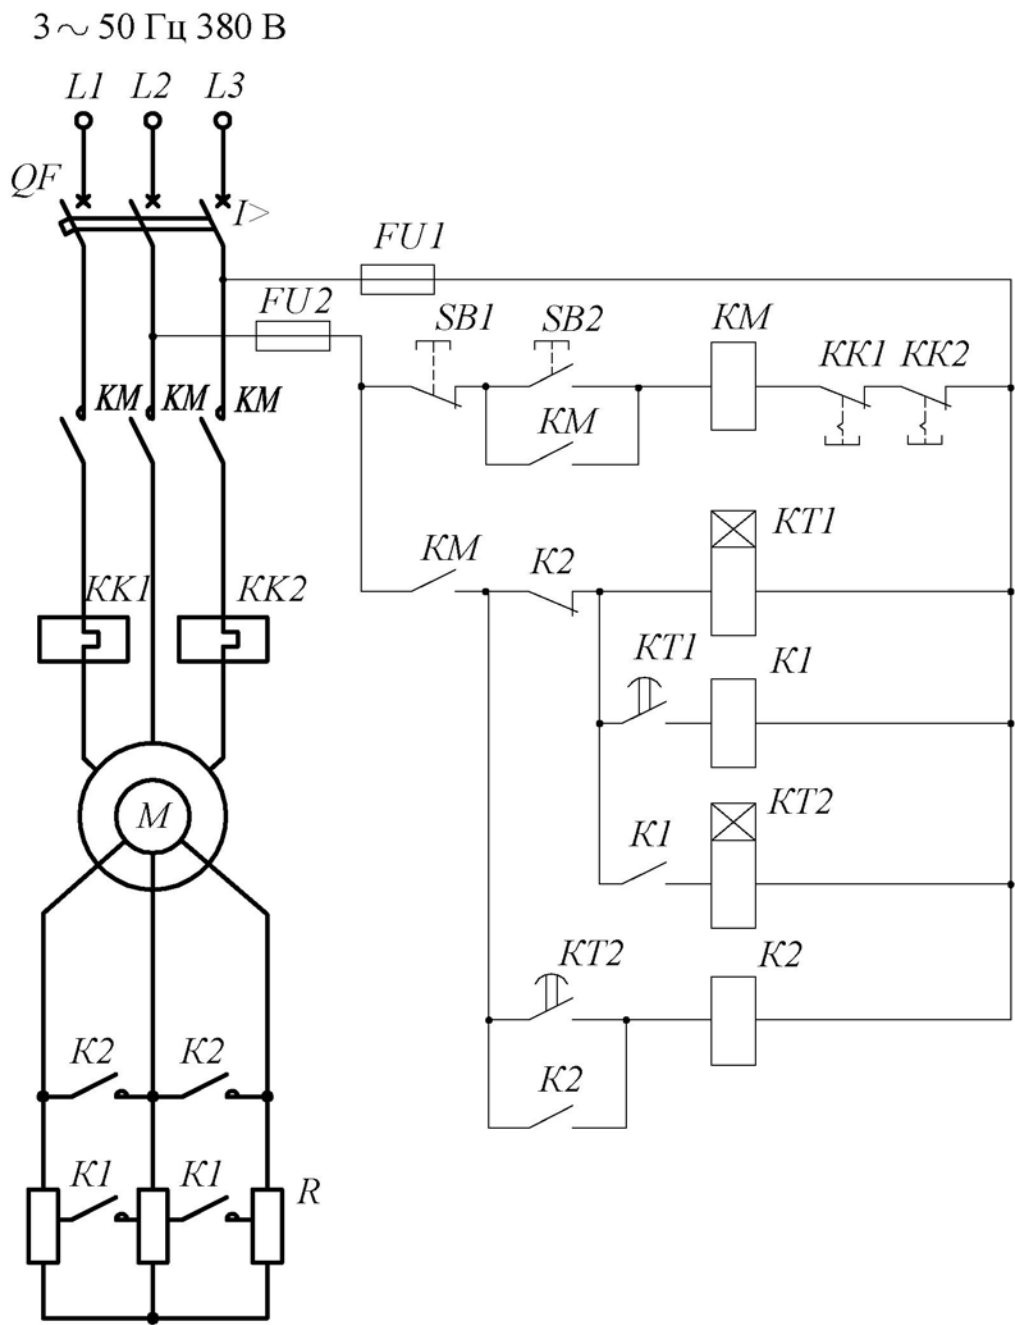 3～ 50 Гц 380 В
L1 L2 L3
QF
I>
FU1
FU2
SB1 SB2 KM KK1 KK2
KM KM KM
KM
KT1
KM K2
KK1 KK2
KT1 K1
KT2
M K1
KT2 K2
K2 K2
K2
K1 K1 R